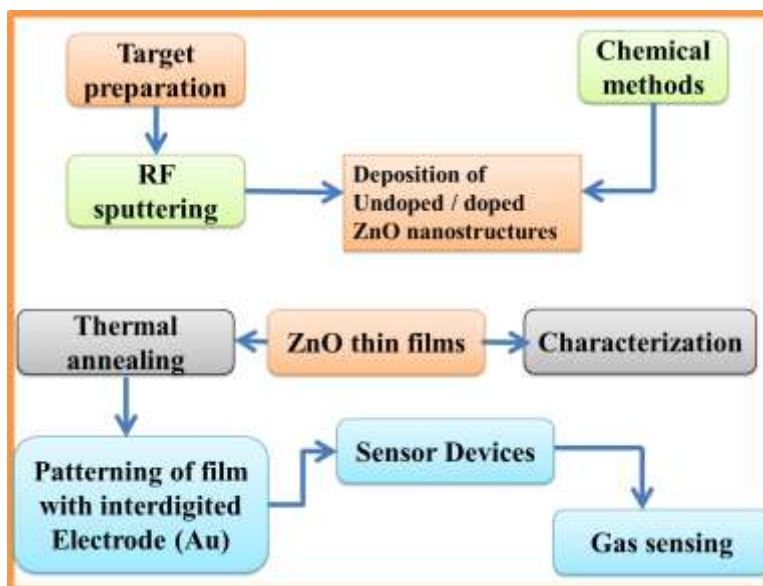 Target
preparation
Chemical
methods
RF
sputtering
Deposition of
Undoped / doped
ZnO nanostructures
Thermal
annealing
ZnO thin films
Characterization
Patterning of film
with interdigited
Electrode (Au)
Sensor Devices
Gas sensing